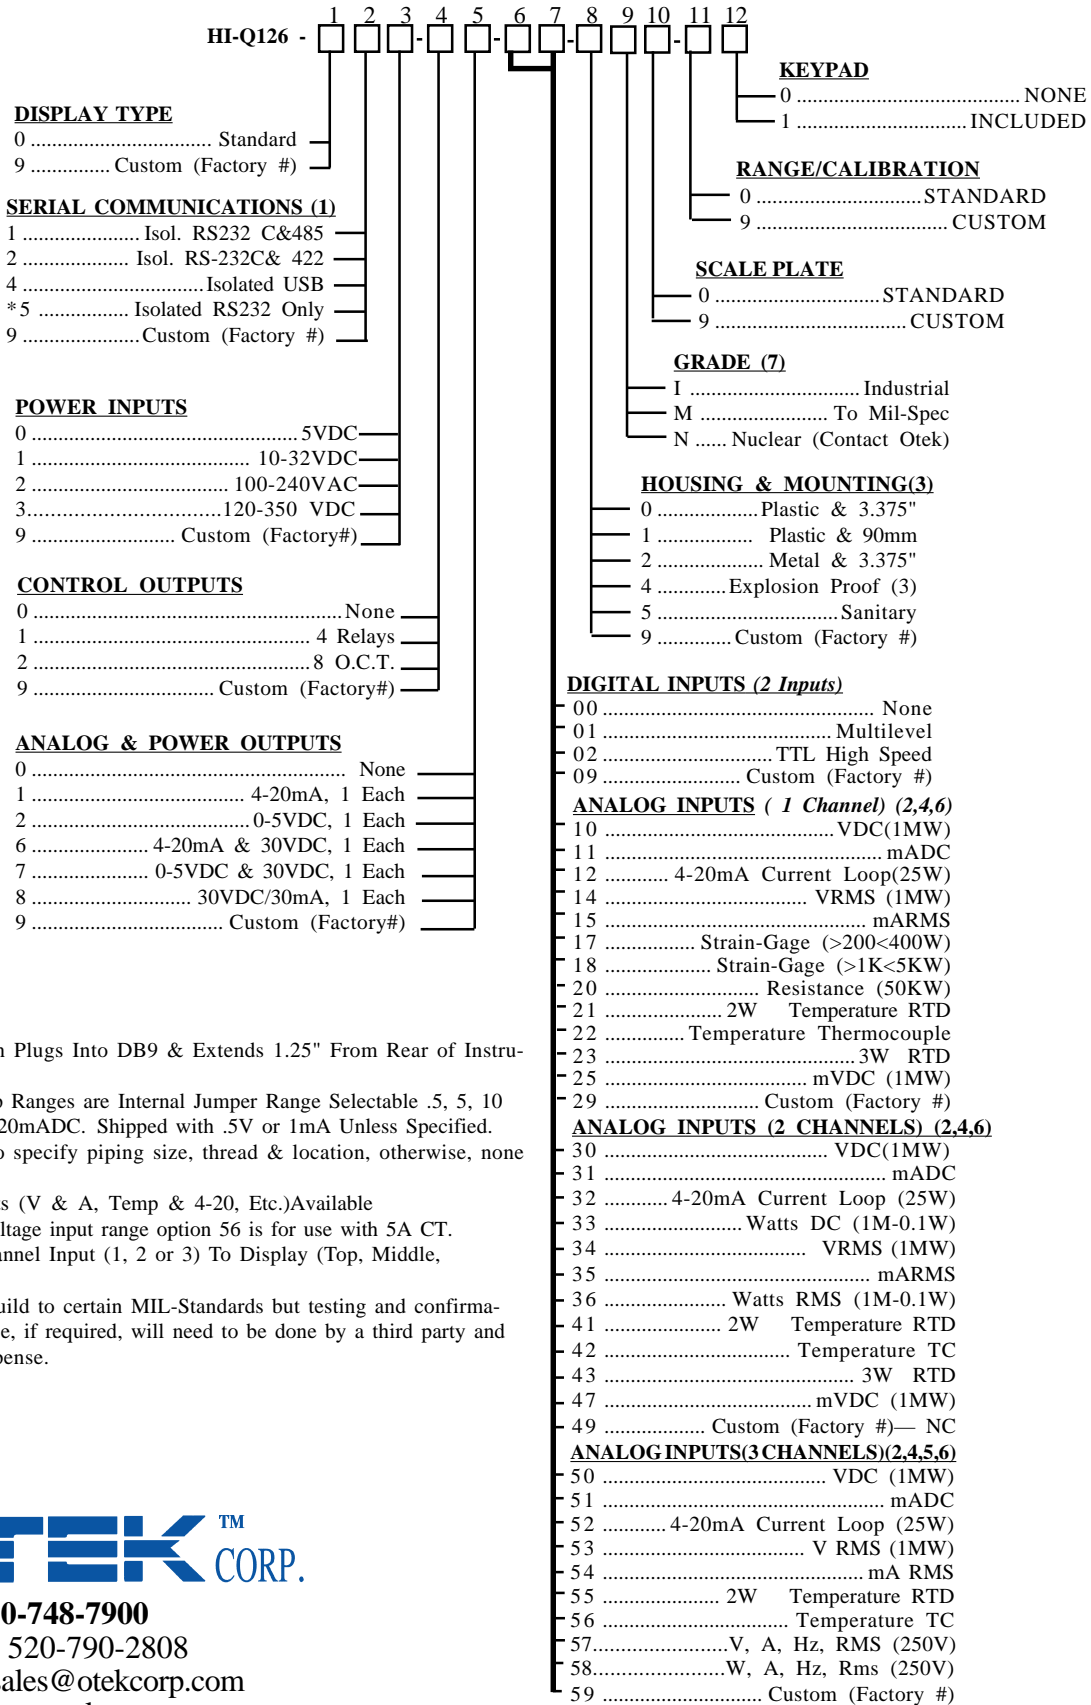 1 2 3 4 5 6 7 8 9 10 11 12
HI-Q126 - - - - -
DISPLAY TYPE
0 ................................ Standard
9 .............. Custom (Factory #)
SERIAL COMMUNICATIONS (1)
1 ..................... Isol. RS232 C&485
2 ................... Isol. RS-232C& 422
4 ................................ Isolated USB
*5 ................ Isolated RS232 Only
9 ..................... Custom (Factory #)
POWER INPUTS
0 ............................................... 5VDC
1 ....................................... 10-32VDC
2 ................................... 100-240VAC
3.................................. 120-350 VDC
9 ......................... Custom (Factory#)
CONTROL OUTPUTS
0 ...................................................... None
1 ................................................. 4 Relays
2 ................................................. 8 O.C.T.
9 ................................ Custom (Factory#)
ANALOG & POWER OUTPUTS
0 ........................................................ None
1 ...................................... 4-20mA, 1 Each
2 ....................................... 0-5VDC, 1 Each
6 ..................... 4-20mA & 30VDC, 1 Each
7 ..................... 0-5VDC & 30VDC, 1 Each
8 ............................ 30VDC/30mA, 1 Each
9 .................................. Custom (Factory#)
KEYPAD
0 ........................................ NONE
1 .............................. INCLUDED
RANGE/CALIBRATION
0 ............................. STANDARD
9 .................................. CUSTOM
SCALE PLATE
0 ............................. STANDARD
9 .................................. CUSTOM
GRADE (7)
I .............................. Industrial
M ....................... To Mil-Spec
N ...... Nuclear (Contact Otek)
HOUSING & MOUNTING(3)
0 .................. Plastic & 3.375"
1 ................. Plastic & 90mm
2 ................... Metal & 3.375"
4 ............ Explosion Proof (3)
5 ................................ Sanitary
9 ............. Custom (Factory #)
DIGITAL INPUTS (2 Inputs)
00 ................................................ None
01 ......................................... Multilevel
02 .............................. TTL High Speed
09 ........................ Custom (Factory #)
ANALOG INPUTS ( 1 Channel) (2,4,6)
10 ........................................ VDC(1MW)
11 ................................................. mADC
12 ........... 4-20mA Current Loop(25W)
14 .................................... VRMS (1MW)
15 .............................................. mARMS
17 ................ Strain-Gage (>200<400W)
18 ................... Strain-Gage (>1K<5KW)
20 ........................... Resistance (50KW)
21 ..................... 2W Temperature RTD
22 .............. Temperature Thermocouple
23 ............................................ 3W RTD
25 .................................... mVDC (1MW)
29 ........................... Custom (Factory #)
ANALOG INPUTS (2 CHANNELS) (2,4,6)
30 ....................................... VDC(1MW)
31 ................................................. mADC
32 ........... 4-20mA Current Loop (25W)
33 ........................ Watts DC (1M-0.1W)
34 .................................... VRMS (1MW)
35 ............................................... mARMS
36 ..................... Watts RMS (1M-0.1W)
41 .................... 2W Temperature RTD
42 ................................. Temperature TC
43 ............................................ 3W RTD
47 .................................... mVDC (1MW)
49 .................. Custom (Factory #)— NC
ANALOG INPUTS(3 CHANNELS)(2,4,5,6)
50 ....................................... VDC (1MW)
51 ................................................. mADC
52 ........... 4-20mA Current Loop (25W)
53 ................................... V RMS (1MW)
54 .............................................. mA RMS
55 .................... 2W Temperature RTD
56 ................................. Temperature TC
57........................ V, A, Hz, RMS (250V)
58....................... W, A, Hz, Rms (250V)
59 ............................ Custom (Factory #)
n Plugs Into DB9 & Extends 1.25" From Rear of Instru-
p Ranges are Internal Jumper Range Selectable .5, 5, 10
20mADC. Shipped with .5V or 1mA Unless Specified.
o specify piping size, thread & location, otherwise, none
ts (V & A, Temp & 4-20, Etc.)Available
ltage input range option 56 is for use with 5A CT.
annel Input (1, 2 or 3) To Display (Top, Middle,
uild to certain MIL-Standards but testing and confirma-
e, if required, will need to be done by a third party and
pense.
TEK TM
CORP.
0-748-7900
520-790-2808
ales@otekcorp.com